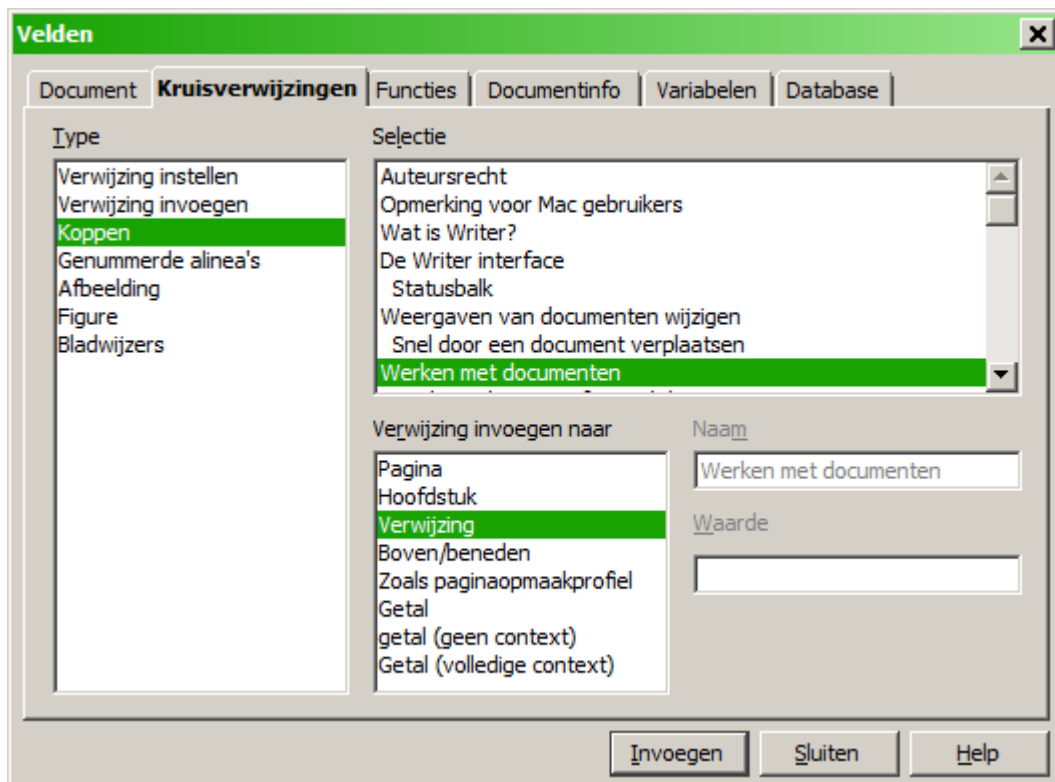 Velden
Document Kruisverwijzingen Functies Documentinfo Variabelen Database
Type
Verwijzing instellen
Verwijzing invoegen
Koppen
Genummerde alinea's
Afbeelding
Figure
Bladwijzers
Selectie
Auteursrecht
Opmerking voor Mac gebruikers
Wat is Writer?
De Writer interface
Statusbalk
Weergaven van documenten wijzigen
Snel door een document verplaatsen
Werken met documenten
Verwijzing invoegen naar
Pagina
Hoofdstuk
Verwijzing
Boven/beneden
Zoals paginaopmaakprofiel
Getal
getal (geen context)
Getal (volledige context)
Naam
Werken met documenten
Waarde
Invoegen Sluiten Help